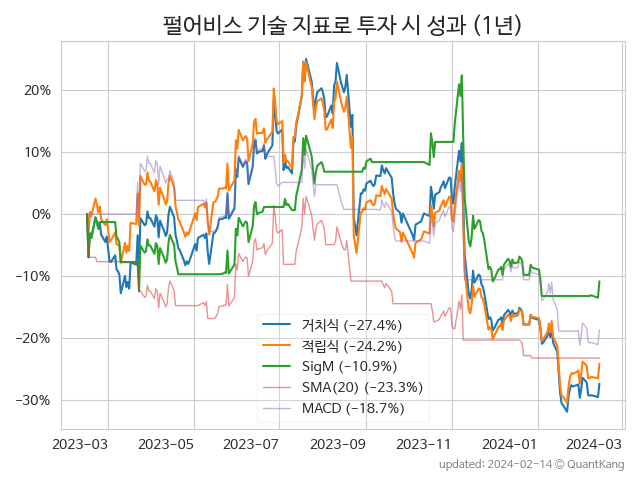 펄어비스 기술 지표로 투자 시 성과 (1년)
20%
10%
0%
−10%
−20%
−30%
거치식 (−27.4%)
적립식 (−24.2%)
SigM (−10.9%)
SMA(20) (−23.3%)
MACD (−18.7%)
2023−03 2023−05 2023−07 2023−09 2023−11 2024−01 2024−03
updated: 2024−02−14 © QuantKang